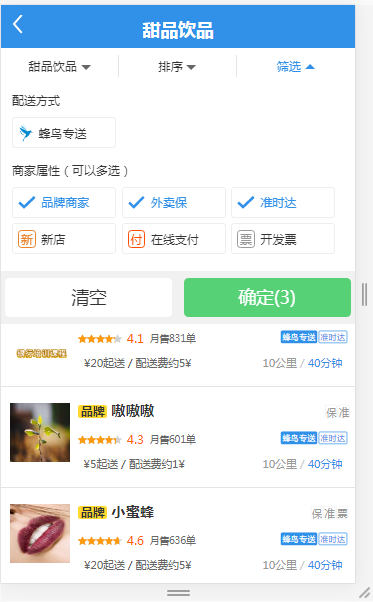 甜品饮品
甜品饮品 排序 筛选
配送方式
蜂鸟专送
商家属性（可以多选）
品牌商家 外卖保 准时达
新 新店 付 在线支付 票 开发票
清空 确定(3)
4.1 月售831单 蜂鸟专送 准时达
¥20起送 / 配送费约5¥ 10公里 / 40分钟
品牌 嗷嗷嗷 保准
4.3 月售601单 蜂鸟专送 准时达
¥5起送 / 配送费约1¥ 10公里 / 40分钟
品牌 小蜜蜂 保准票
4.6 月售636单 蜂鸟专送 准时达
¥20起送 / 配送费约5¥ 10公里 / 40分钟